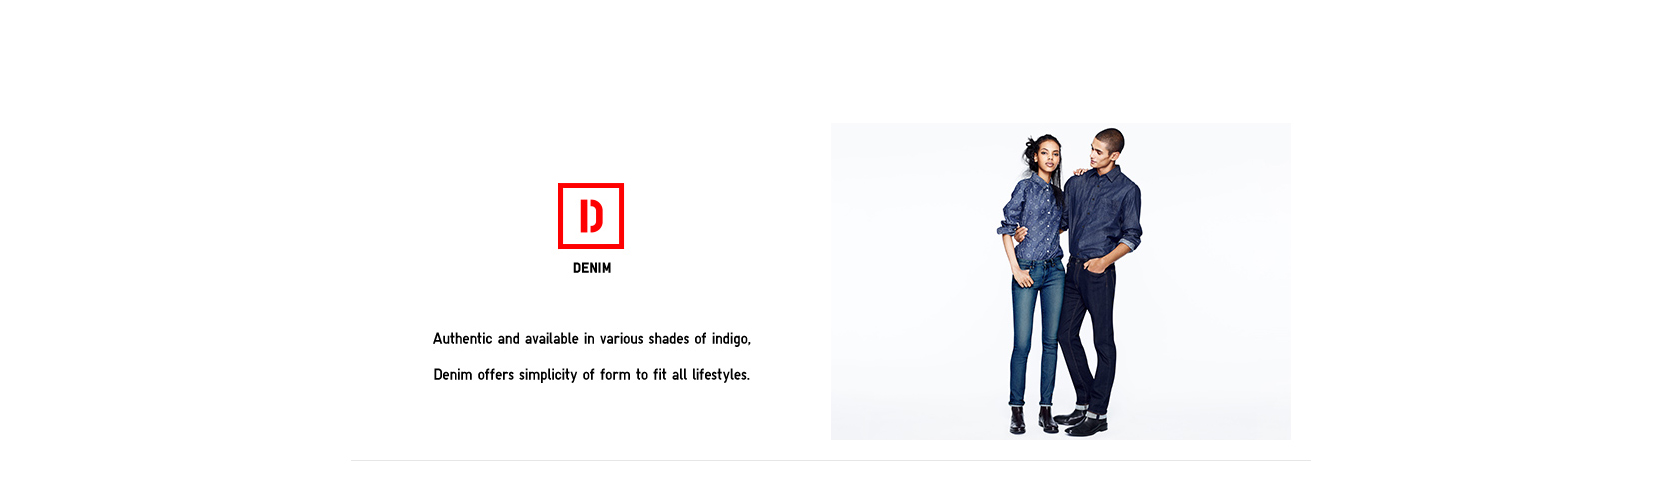 D
DENIM
Authentic and available in various shades of indigo,
Denim offers simplicity of form to fit all lifestyles.